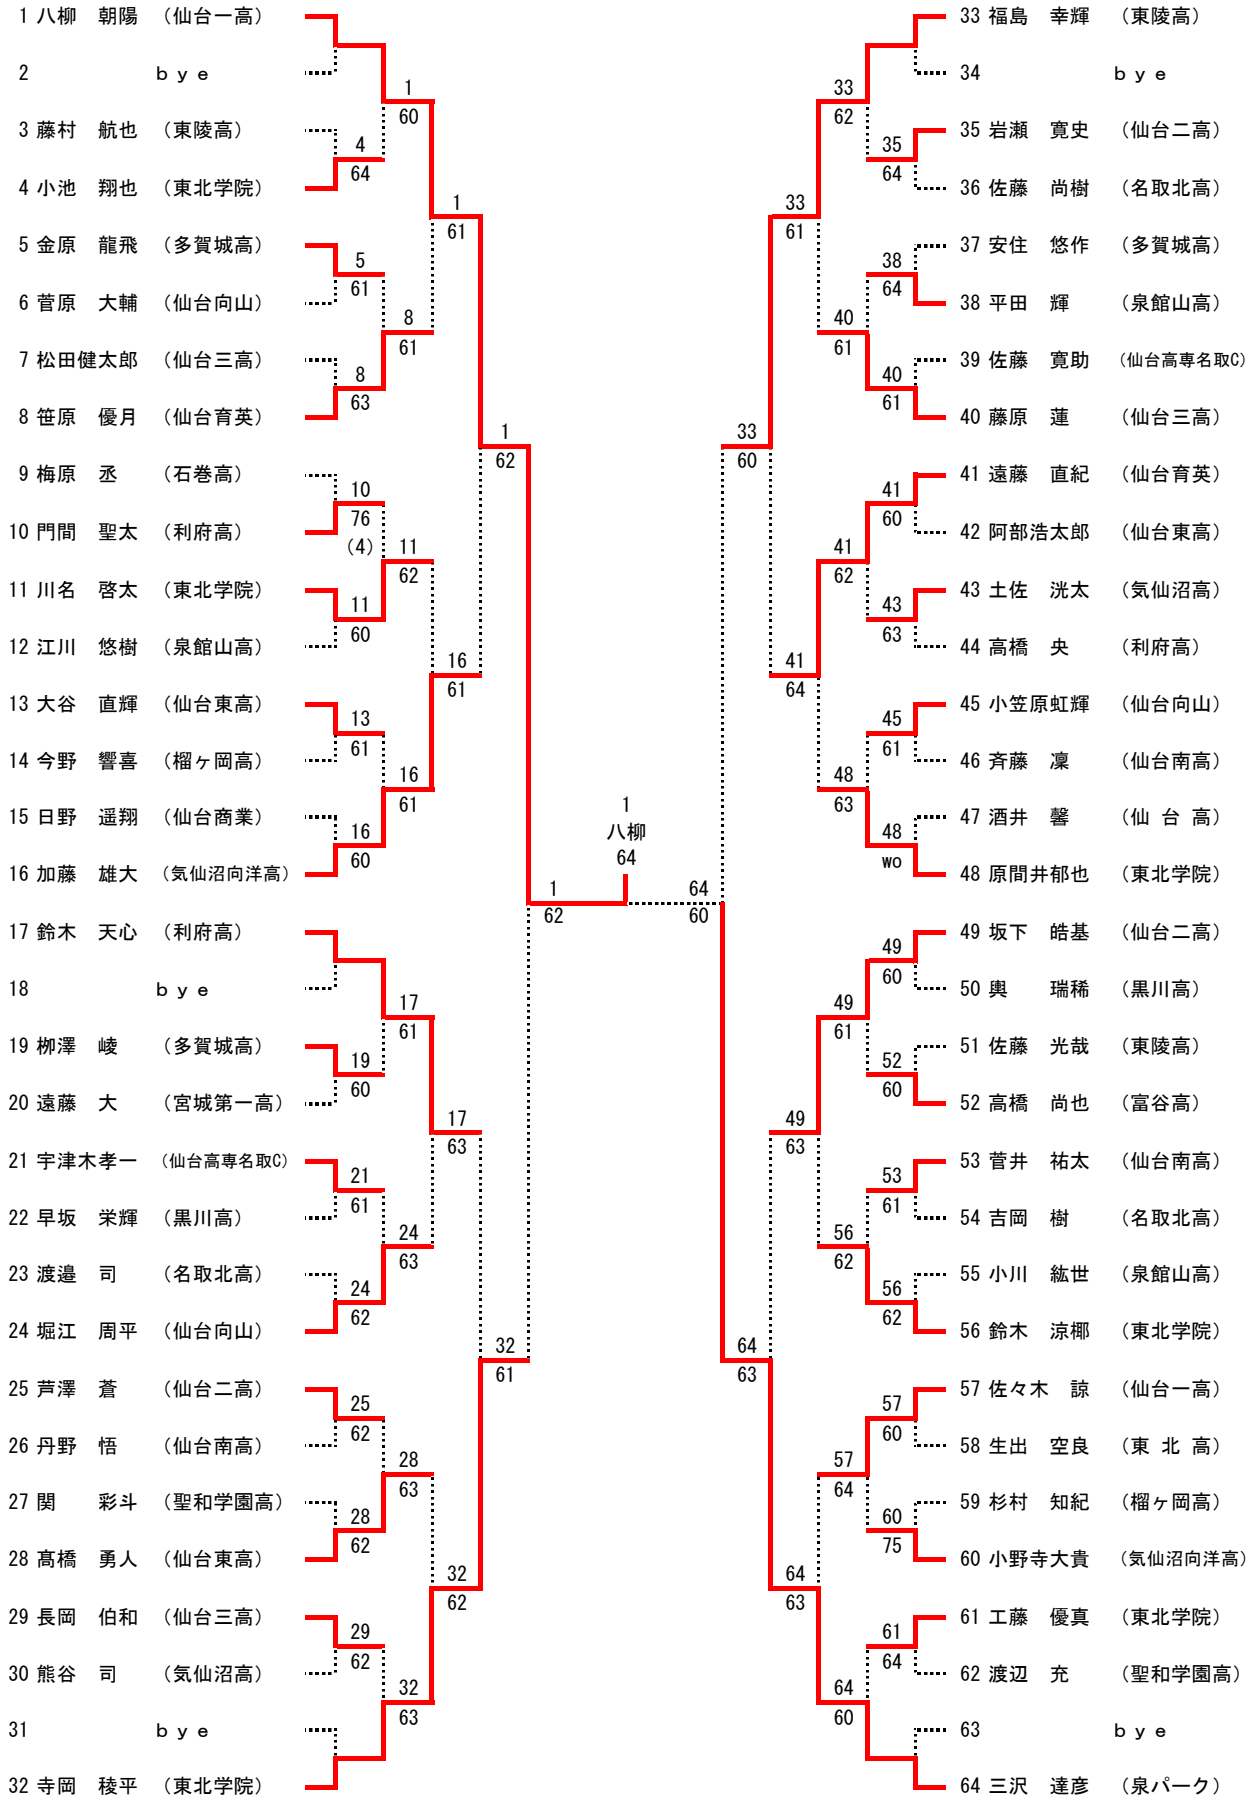 1 八柳　朝陽 （仙台一高）
2 ｂｙｅ
3 藤村　航也 （東陵高）
4 小池　翔也 （東北学院）
5 金原　龍飛 （多賀城高）
6 菅原　大輔 （仙台向山）
7 松田健太郎 （仙台三高）
8 笹原　優月 （仙台育英）
9 梅原　丞 （石巻高）
10 門間　聖太 （利府高）
11 川名　啓太 （東北学院）
12 江川　悠樹 （泉館山高）
13 大谷　直輝 （仙台東高）
14 今野　響喜 （榴ヶ岡高）
15 日野　遥翔 （仙台商業）
16 加藤　雄大 （気仙沼向洋高）
17 鈴木　天心 （利府高）
18 ｂｙｅ
19 栁澤　崚 （多賀城高）
20 遠藤　大 （宮城第一高）
21 宇津木孝一 （仙台高専名取C）
22 早坂　栄輝 （黒川高）
23 渡邉　司 （名取北高）
24 堀江　周平 （仙台向山）
25 芦澤　蒼 （仙台二高）
26 丹野　悟 （仙台南高）
27 関　　彩斗 （聖和学園高）
28 髙橋　勇人 （仙台東高）
29 長岡　伯和 （仙台三高）
30 熊谷　司 （気仙沼高）
31 ｂｙｅ
32 寺岡　稜平 （東北学院）
4
64
5
61
8
63
10
76
(4)
11
60
13
61
16
60
19
60
21
61
24
62
25
62
28
62
29
62
1
60
8
61
11
62
16
61
17
61
24
63
28
63
32
63
1
61
16
61
17
63
32
62
1
62
32
61
1
62
1
八柳
64
64
60
33
60
64
63
33
61
41
64
49
63
64
63
33
62
40
61
41
62
48
63
49
61
56
62
57
64
64
60
35
64
38
64
40
61
41
60
43
63
45
61
48
wo
49
60
52
60
53
61
56
62
57
60
60
75
61
64
33 福島　幸輝 （東陵高）
34 ｂｙｅ
35 岩瀬　寛史 （仙台二高）
36 佐藤　尚樹 （名取北高）
37 安住　悠作 （多賀城高）
38 平田　輝 （泉館山高）
39 佐藤　寛助 （仙台高専名取C）
40 藤原　蓮 （仙台三高）
41 遠藤　直紀 （仙台育英）
42 阿部浩太郎 （仙台東高）
43 土佐　洸太 （気仙沼高）
44 高橋　央 （利府高）
45 小笠原虹輝 （仙台向山）
46 斉藤　凜 （仙台南高）
47 酒井　馨 （仙 台 高）
48 原間井郁也 （東北学院）
49 坂下　皓基 （仙台二高）
50 輿　　瑞稀 （黒川高）
51 佐藤　光哉 （東陵高）
52 高橋　尚也 （富谷高）
53 菅井　祐太 （仙台南高）
54 吉岡　樹 （名取北高）
55 小川　紘世 （泉館山高）
56 鈴木　涼椰 （東北学院）
57 佐々木　諒 （仙台一高）
58 生出　空良 （東 北 高）
59 杉村　知紀 （榴ヶ岡高）
60 小野寺大貴 （気仙沼向洋高）
61 工藤　優真 （東北学院）
62 渡辺　充 （聖和学園高）
63 ｂｙｅ
64 三沢　達彦 （泉パーク）